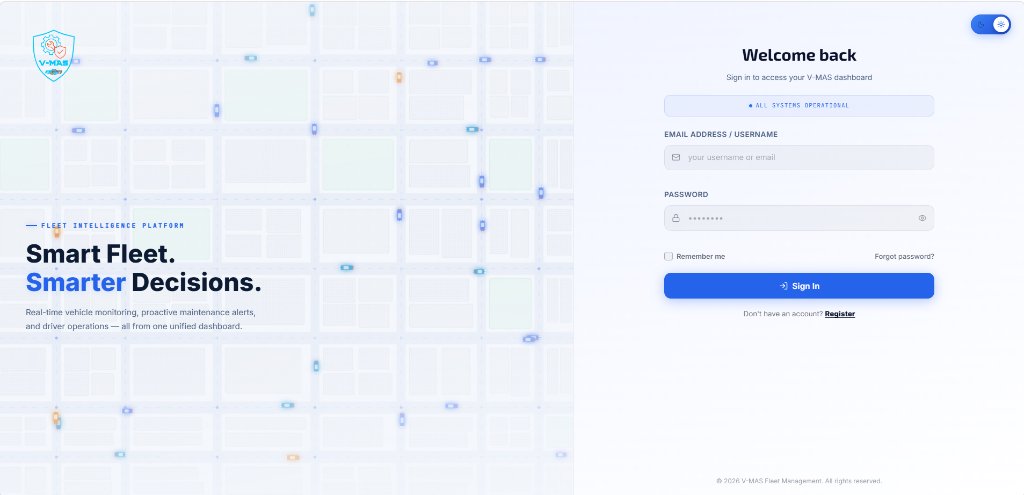 V-MAS
FLEET INTELLIGENCE PLATFORM
Smart Fleet.
Smarter Decisions.
Real-time vehicle monitoring, proactive maintenance alerts,
and driver operations — all from one unified dashboard.
Welcome back
Sign in to access your V-MAS dashboard
ALL SYSTEMS OPERATIONAL
EMAIL ADDRESS / USERNAME
your username or email
PASSWORD
••••••••
Remember me
Forgot password?
Sign In
Don't have an account? Register
© 2026 V-MAS Fleet Management. All rights reserved.